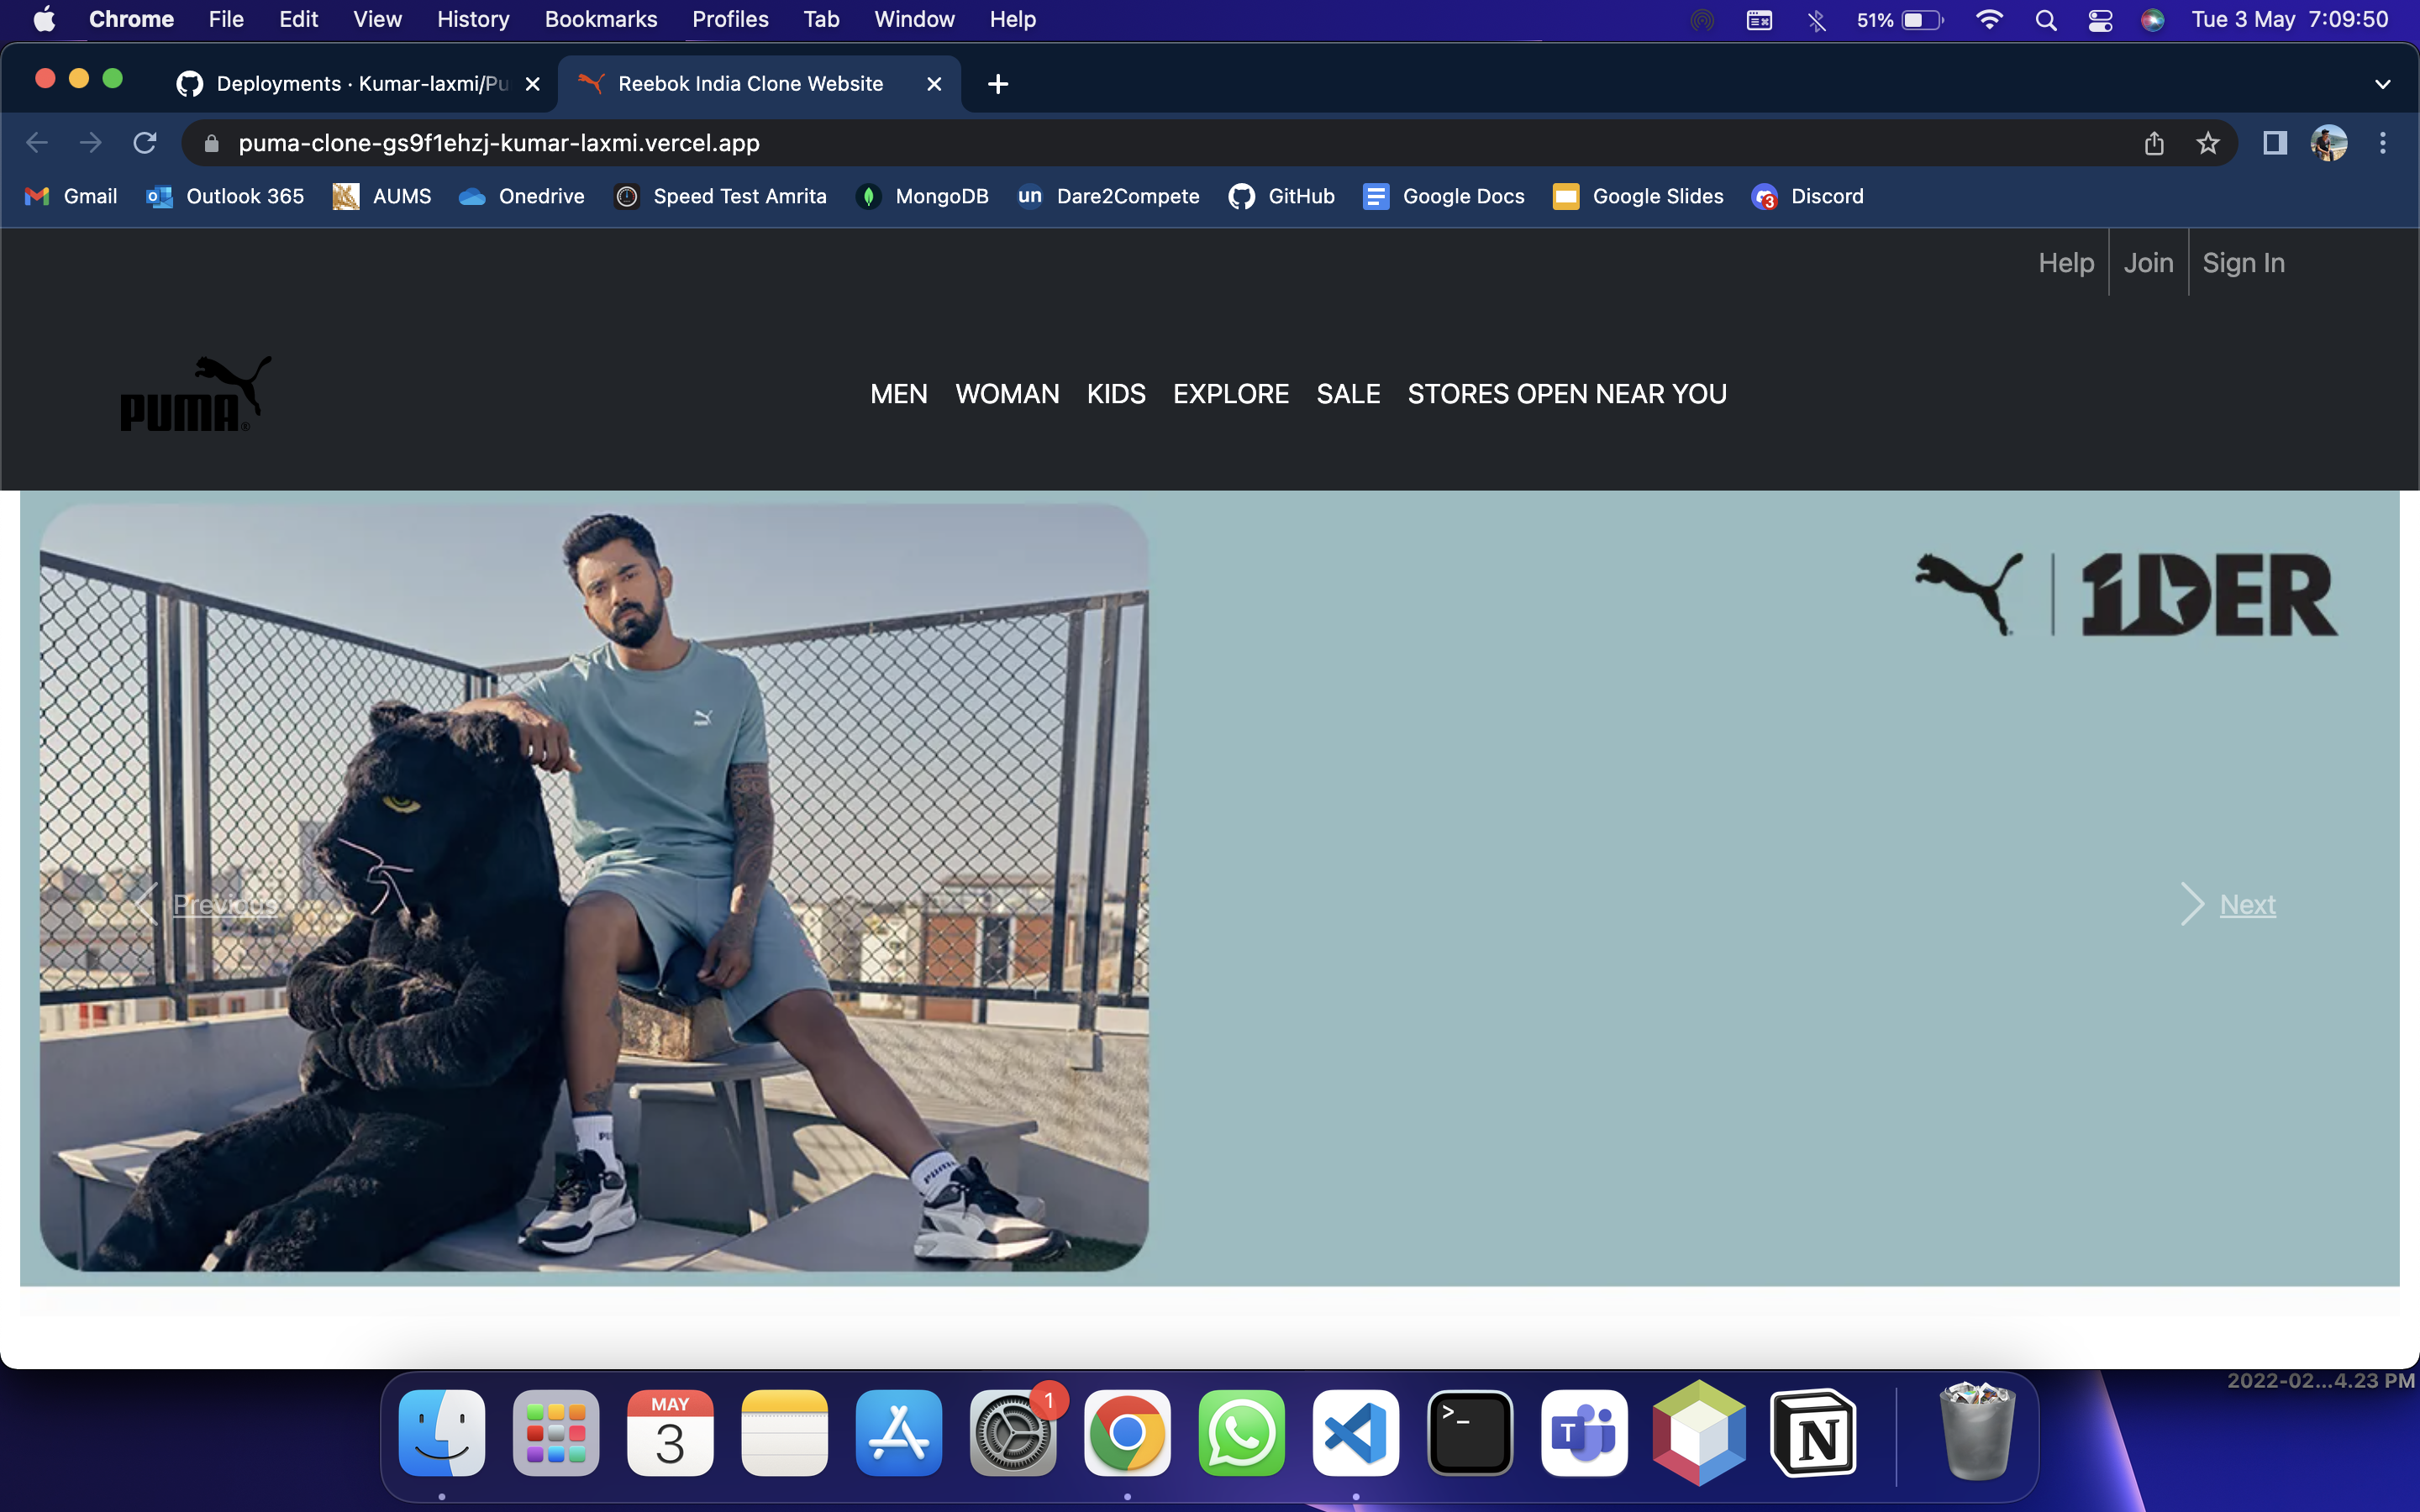 Chrome File Edit View History Bookmarks Profiles Tab Window Help 51% Tue 3 May 7:09:50
Deployments · Kumar-laxmi/Pu Reebok India Clone Website
puma-clone-gs9f1ehzj-kumar-laxmi.vercel.app
Gmail Outlook 365 AUMS Onedrive Speed Test Amrita MongoDB un Dare2Compete GitHub Google Docs Google Slides 3 Discord
Help Join Sign In
PUMA®
MEN WOMAN KIDS EXPLORE SALE STORES OPEN NEAR YOU
1DER
Previous Next
PUMA
2022-02...4.23 PM
MAY 1
3 >_ T N